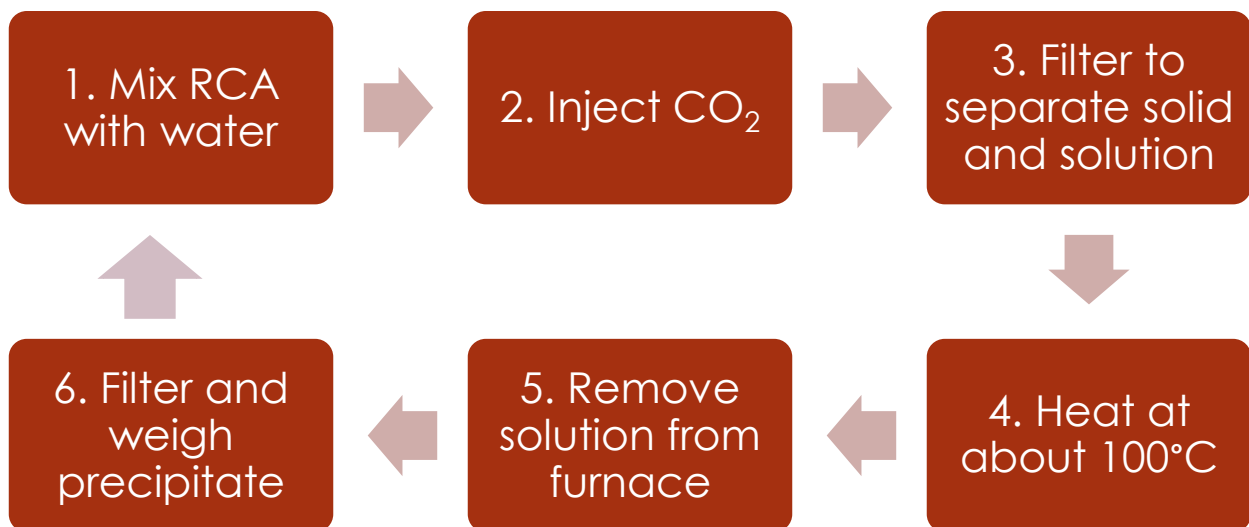 1. Mix RCA
with water
2. Inject CO₂
3. Filter to
separate solid
and solution
4. Heat at
about 100°C
5. Remove
solution from
furnace
6. Filter and
weigh
precipitate